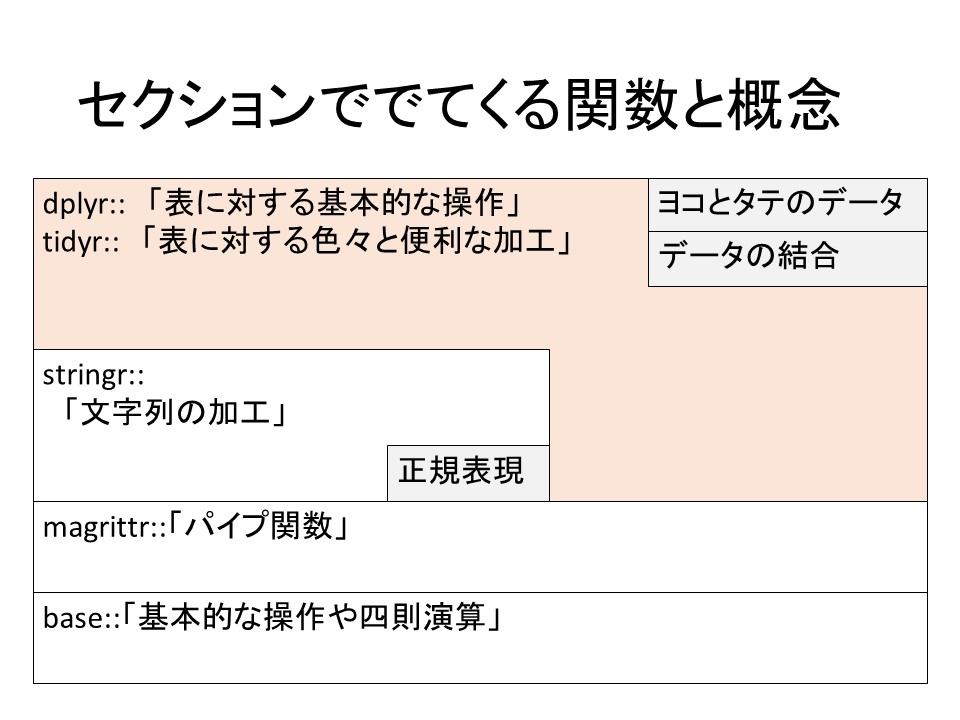 セクションででてくる関数と概念
dplyr:: 「表に対する基本的な操作」
tidyr:: 「表に対する色々と便利な加工」
ヨコとタテのデータ
データの結合
stringr::
「文字列の加工」
正規表現
magrittr::「パイプ関数」
base::「基本的な操作や四則演算」